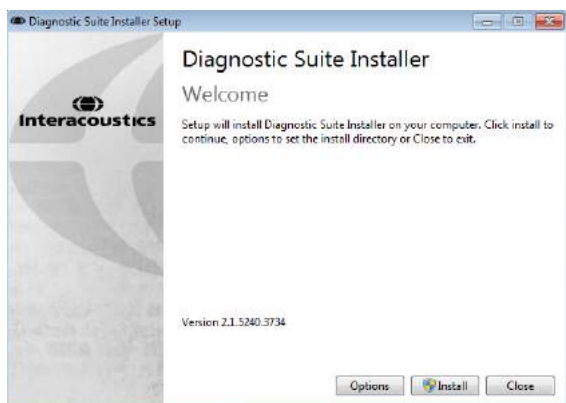 Diagnostic Suite Installer Setup
Diagnostic Suite Installer
Welcome
Interacoustics
Setup will install Diagnostic Suite Installer on your computer. Click install to
continue, options to set the install directory or Close to exit.
Version 2.1.5240.3734
Options
Install
Close